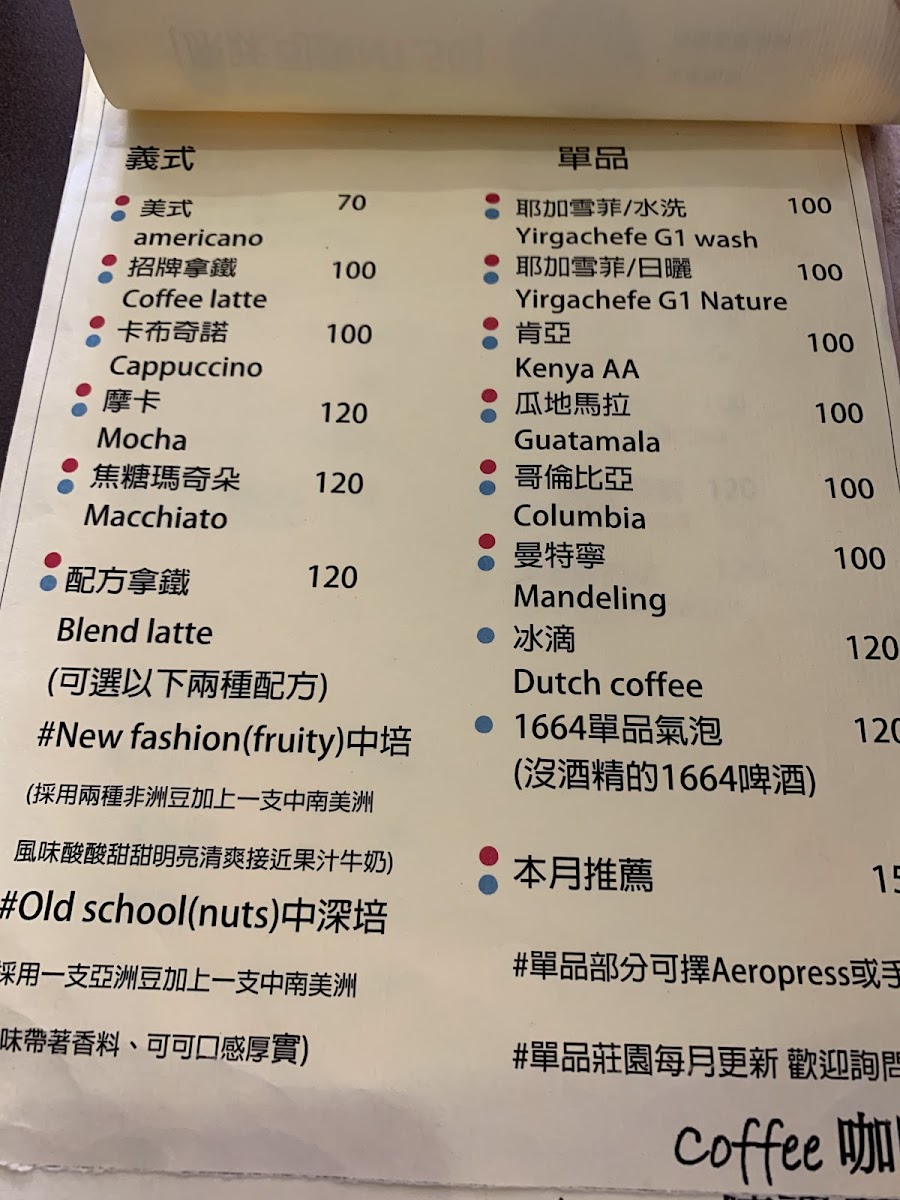 義式
美式 70
americano
招牌拿鐵 100
Coffee latte
卡布奇諾 100
Cappuccino
摩卡 120
Mocha
焦糖瑪奇朵 120
Macchiato
配方拿鐵 120
Blend latte
(可選以下兩種配方)
#New fashion(fruity)中培
(採用兩種非洲豆加上一支中南美洲
風味酸酸甜甜明亮清爽接近果汁牛奶)
#Old school(nuts)中深培
採用一支亞洲豆加上一支中南美洲
味帶著香料、可可口感厚實)
單品
耶加雪菲/水洗 100
Yirgachefe G1 wash
耶加雪菲/日曬 100
Yirgachefe G1 Nature
肯亞 100
Kenya AA
瓜地馬拉 100
Guatamala
哥倫比亞 100
Columbia
曼特寧 100
Mandeling
冰滴 120
Dutch coffee
1664單品氣泡 120
(沒酒精的1664啤酒)
本月推薦 15
#單品部分可擇Aeropress或手
#單品莊園每月更新 歡迎詢問
Coffee 咖